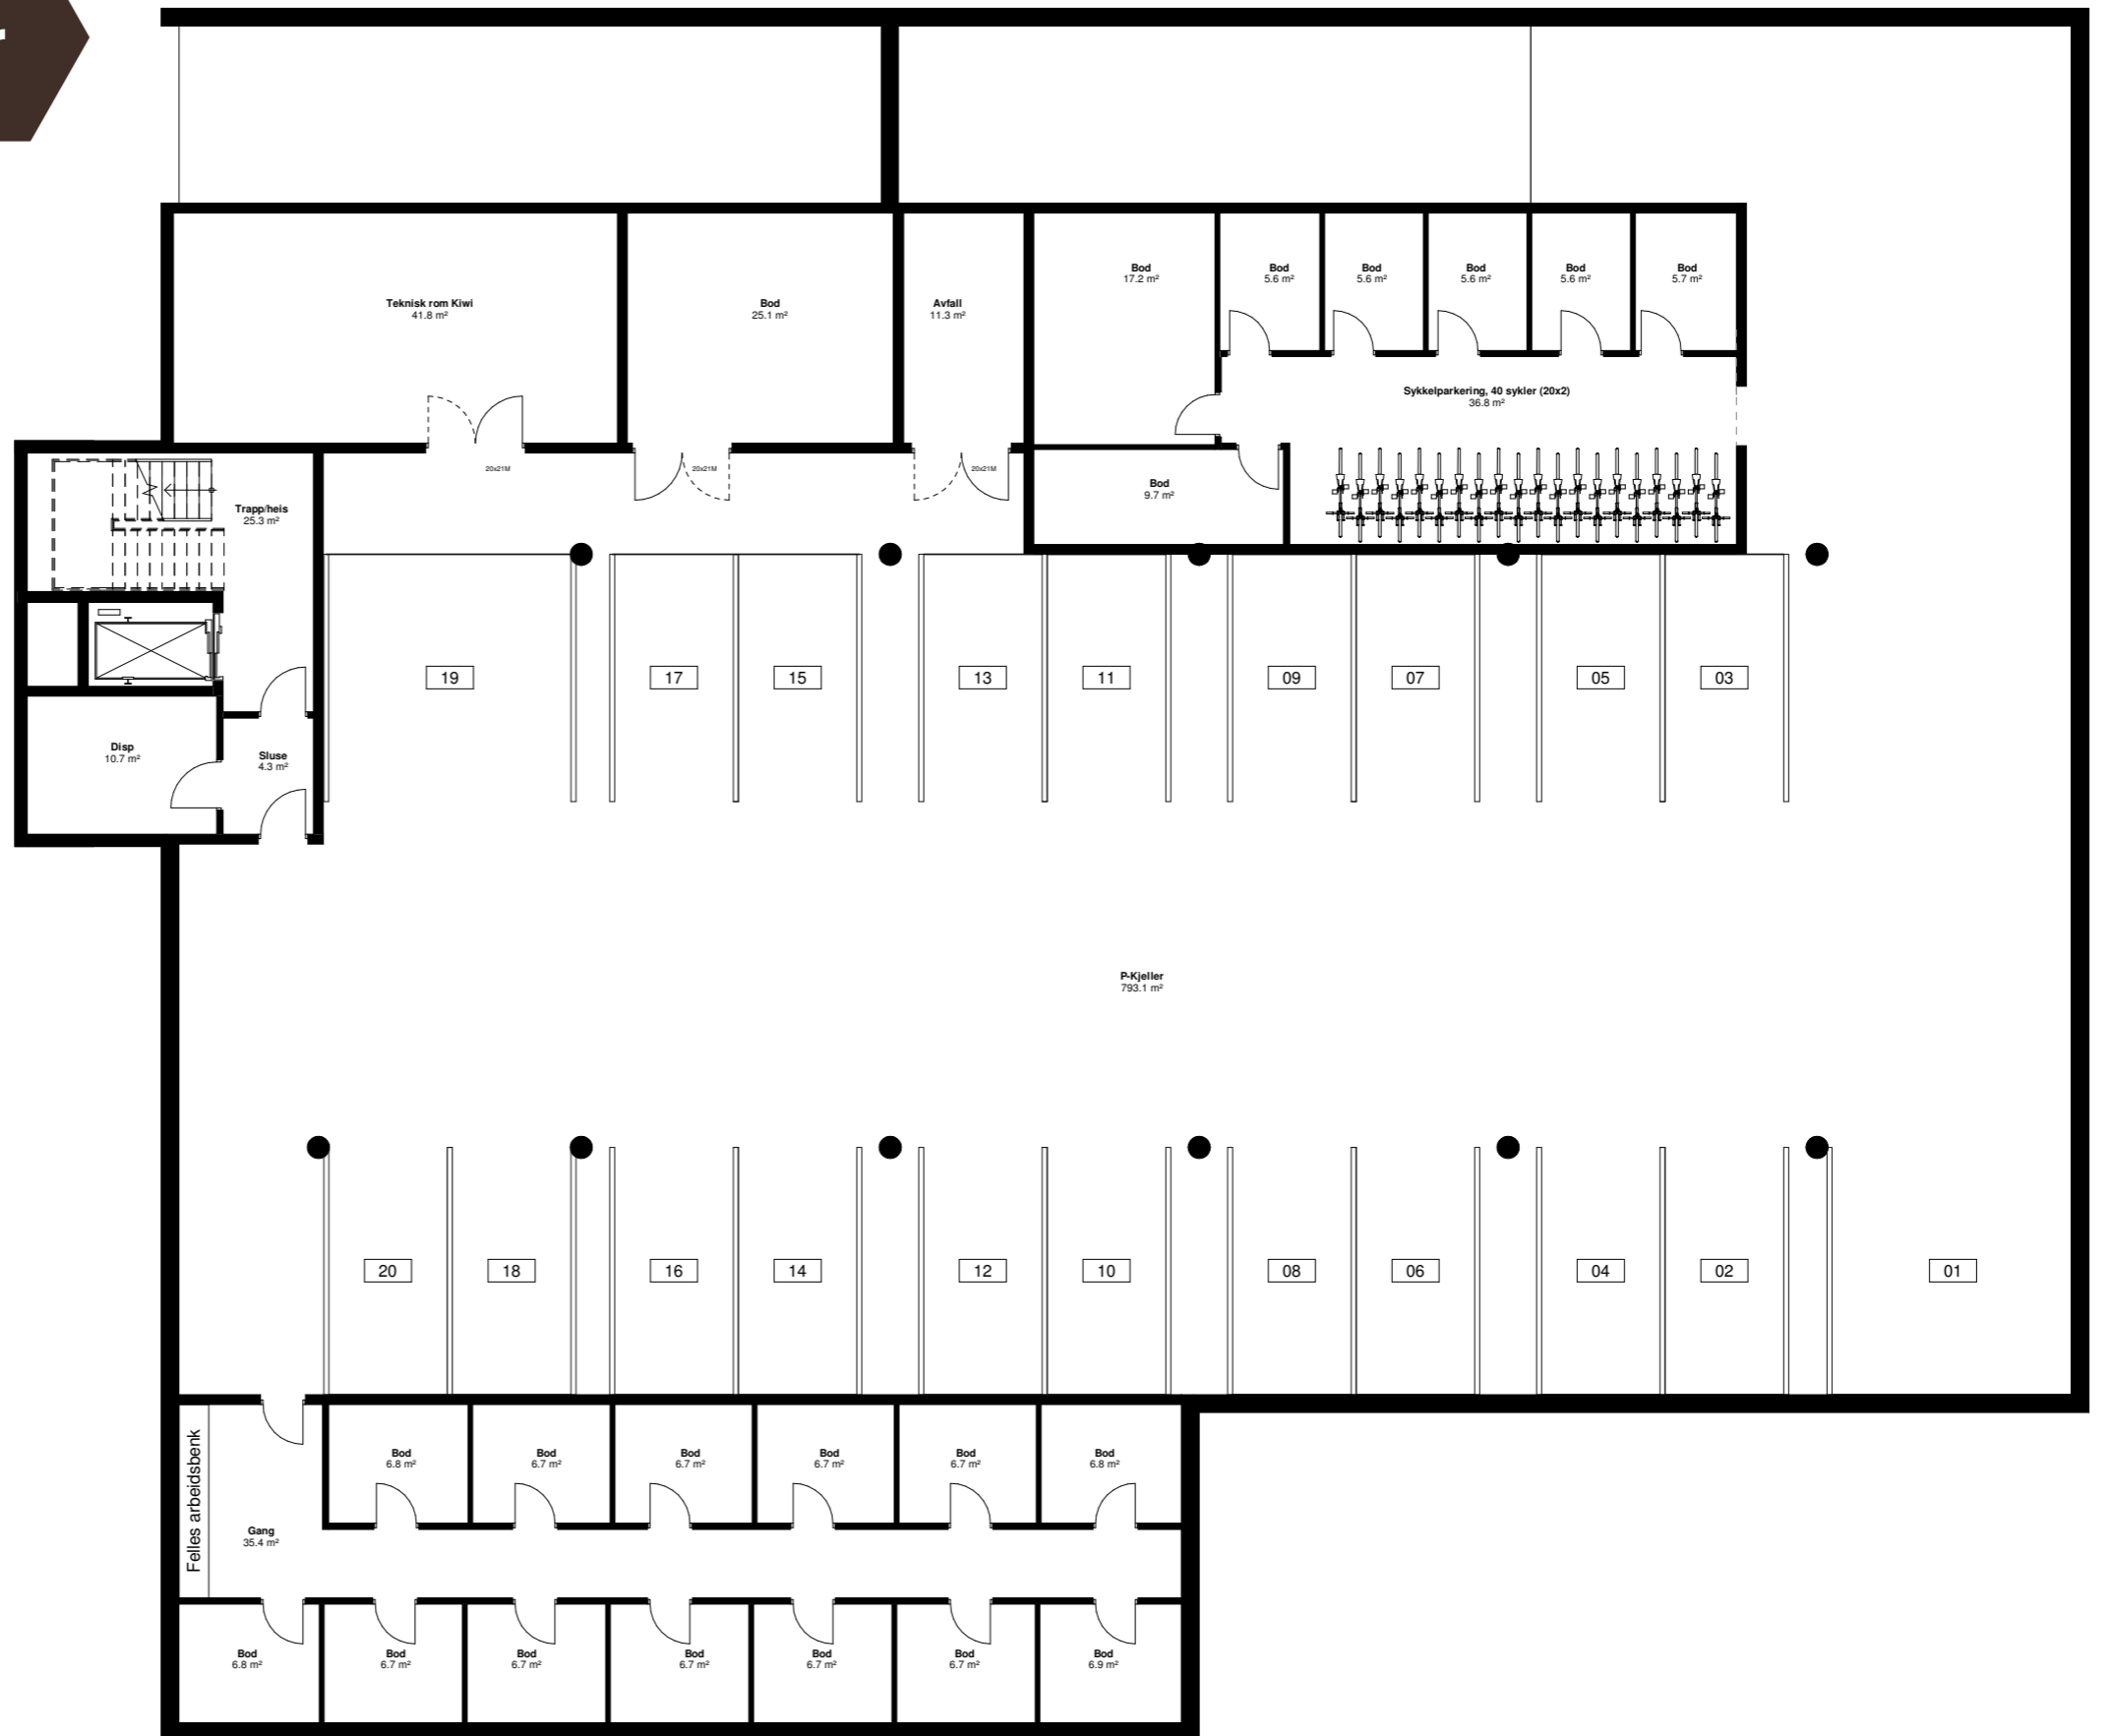 Bod
17.2 m²
Bod
5.6 m²
Bod
5.6 m²
Bod
5.6 m²
Bod
5.6 m²
Bod
5.7 m²
Teknisk rom Kiwi
41.8 m²
Bod
25.1 m²
Avfall
11.3 m²
Sykkelparkering, 40 sykler (20x2)
36.8 m²
20x21M
20x21M
20x21M
Bod
9.7 m²
Trapp/heis
25.3 m²
19
17
15
13
11
09
07
05
03
Disp
10.7 m²
Sluse
4.3 m²
P-Kjeller
793.1 m²
20
18
16
14
12
10
08
06
04
02
01
Felles arbeidsbenk
Bod
6.8 m²
Bod
6.7 m²
Bod
6.7 m²
Bod
6.7 m²
Bod
6.7 m²
Bod
6.8 m²
Gang
35.4 m²
Bod
6.8 m²
Bod
6.7 m²
Bod
6.7 m²
Bod
6.7 m²
Bod
6.7 m²
Bod
6.7 m²
Bod
6.9 m²